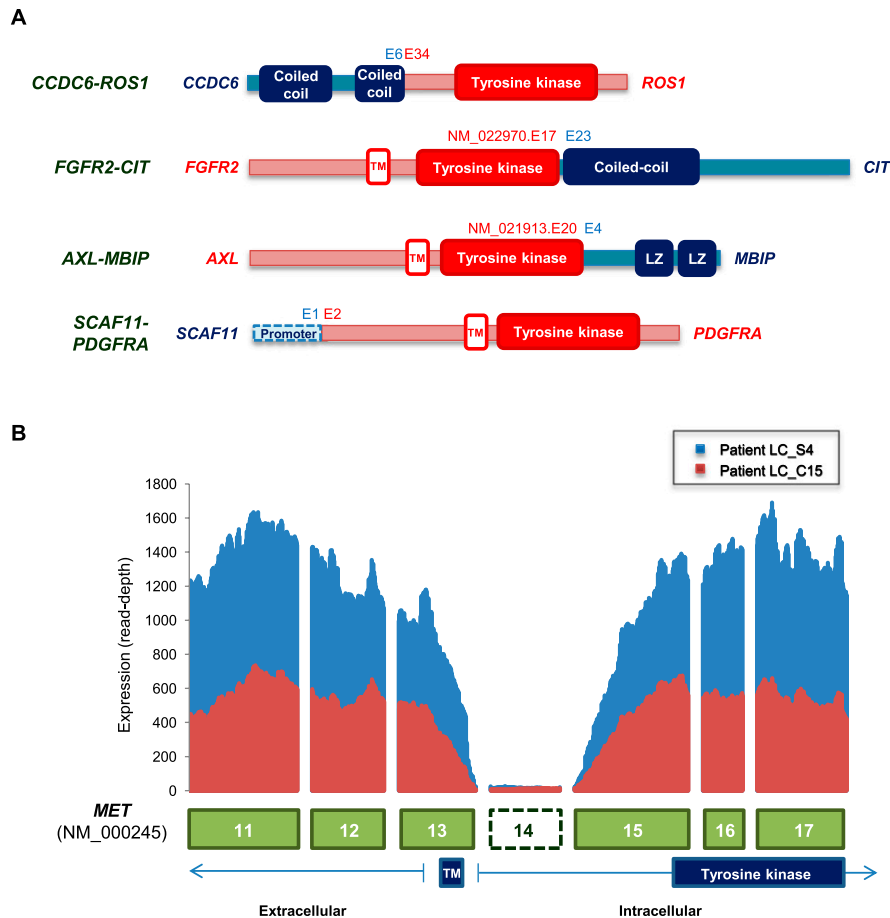 A
E6 E34
CCDC6-ROS1 CCDC6 Coiled coil Coiled coil Tyrosine kinase ROS1
NM_022970.E17 E23
FGFR2-CIT FGFR2 TM Tyrosine kinase Coiled-coil CIT
NM_021913.E20 E4
AXL-MBIP AXL TM Tyrosine kinase LZ LZ MBIP
E1 E2
SCAF11-
PDGFRA SCAF11 Promoter TM Tyrosine kinase PDGFRA
B
Patient LC_S4
Patient LC_C15
Expression (read-depth)
1800
1600
1400
1200
1000
800
600
400
200
0
MET
(NM_000245)
11 12 13 14 15 16 17
TM Tyrosine kinase
Extracellular Intracellular